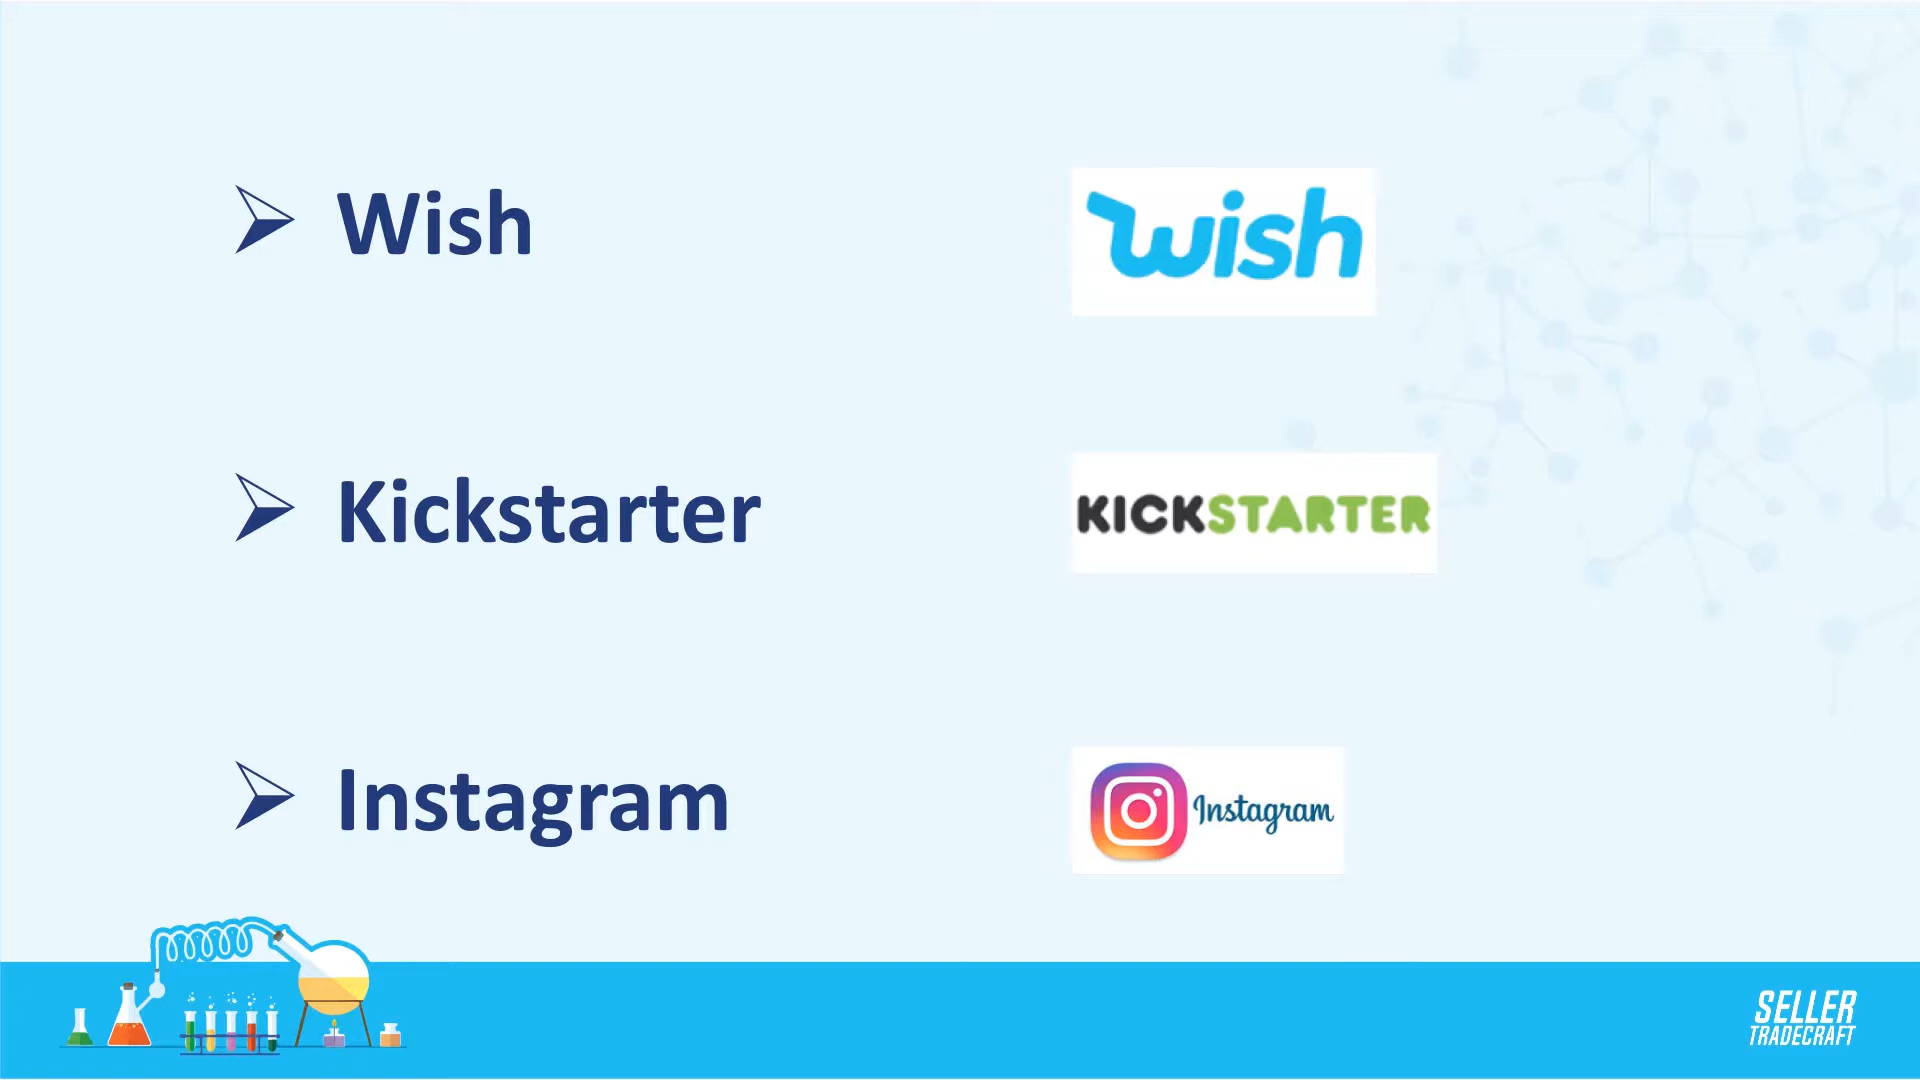 Wish
wish
Kickstarter
KICKSTARTER
Instagram
Instagram
SELLER
TRADECRAFT